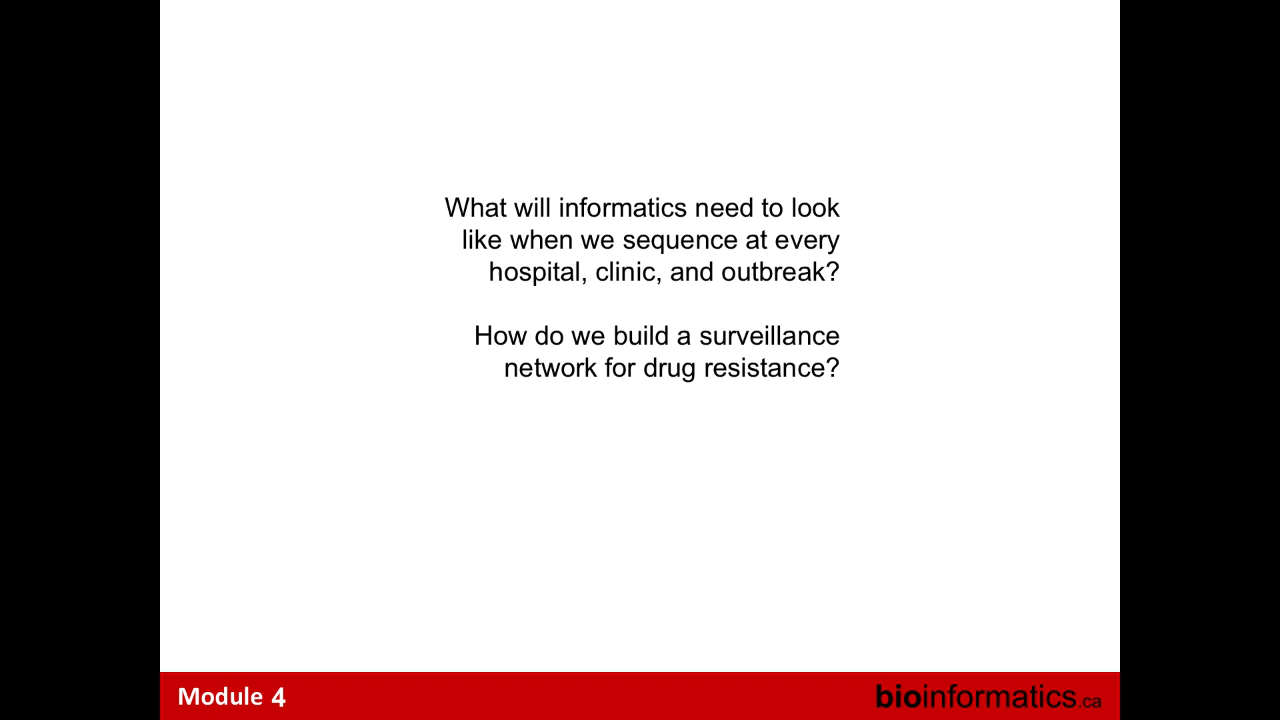 What will informatics need to look
like when we sequence at every
hospital, clinic, and outbreak?
How do we build a surveillance
network for drug resistance?
Module 4
bioinformatics.ca